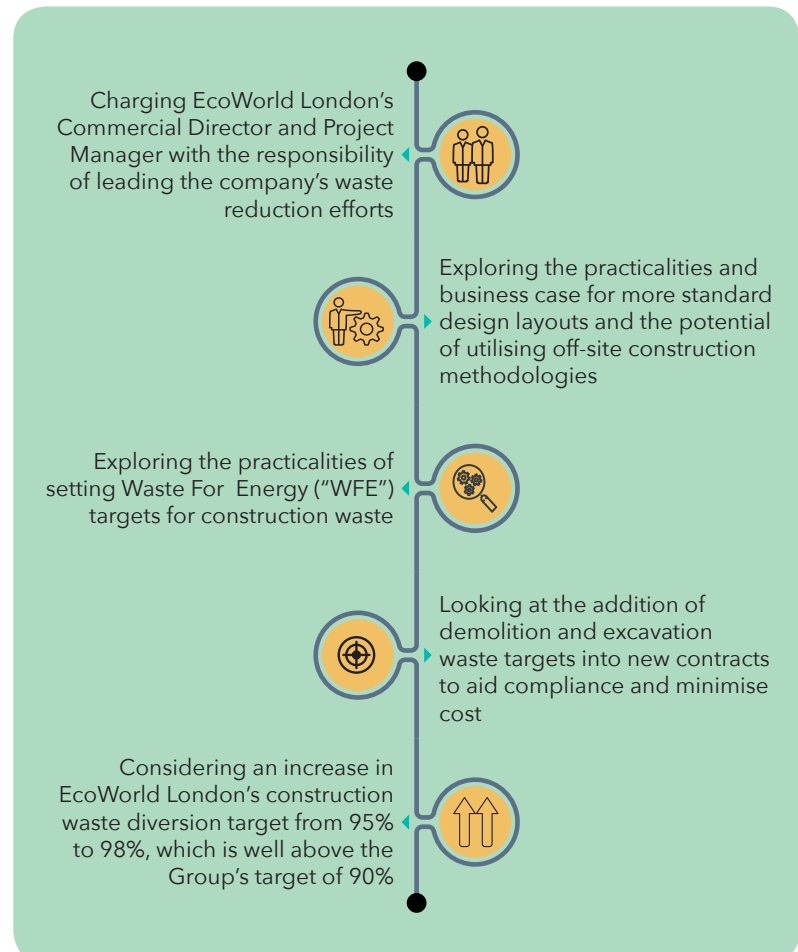 Charging EcoWorld London’s
Commercial Director and Project
Manager with the responsibility
of leading the company’s waste
reduction efforts
Exploring the practicalities and
business case for more standard
design layouts and the potential
of utilising off-site construction
methodologies
Exploring the practicalities of
setting Waste For Energy (“WFE”)
targets for construction waste
Looking at the addition of
demolition and excavation
waste targets into new contracts
to aid compliance and minimise
cost
Considering an increase in
EcoWorld London’s construction
waste diversion target from 95%
to 98%, which is well above the
Group’s target of 90%